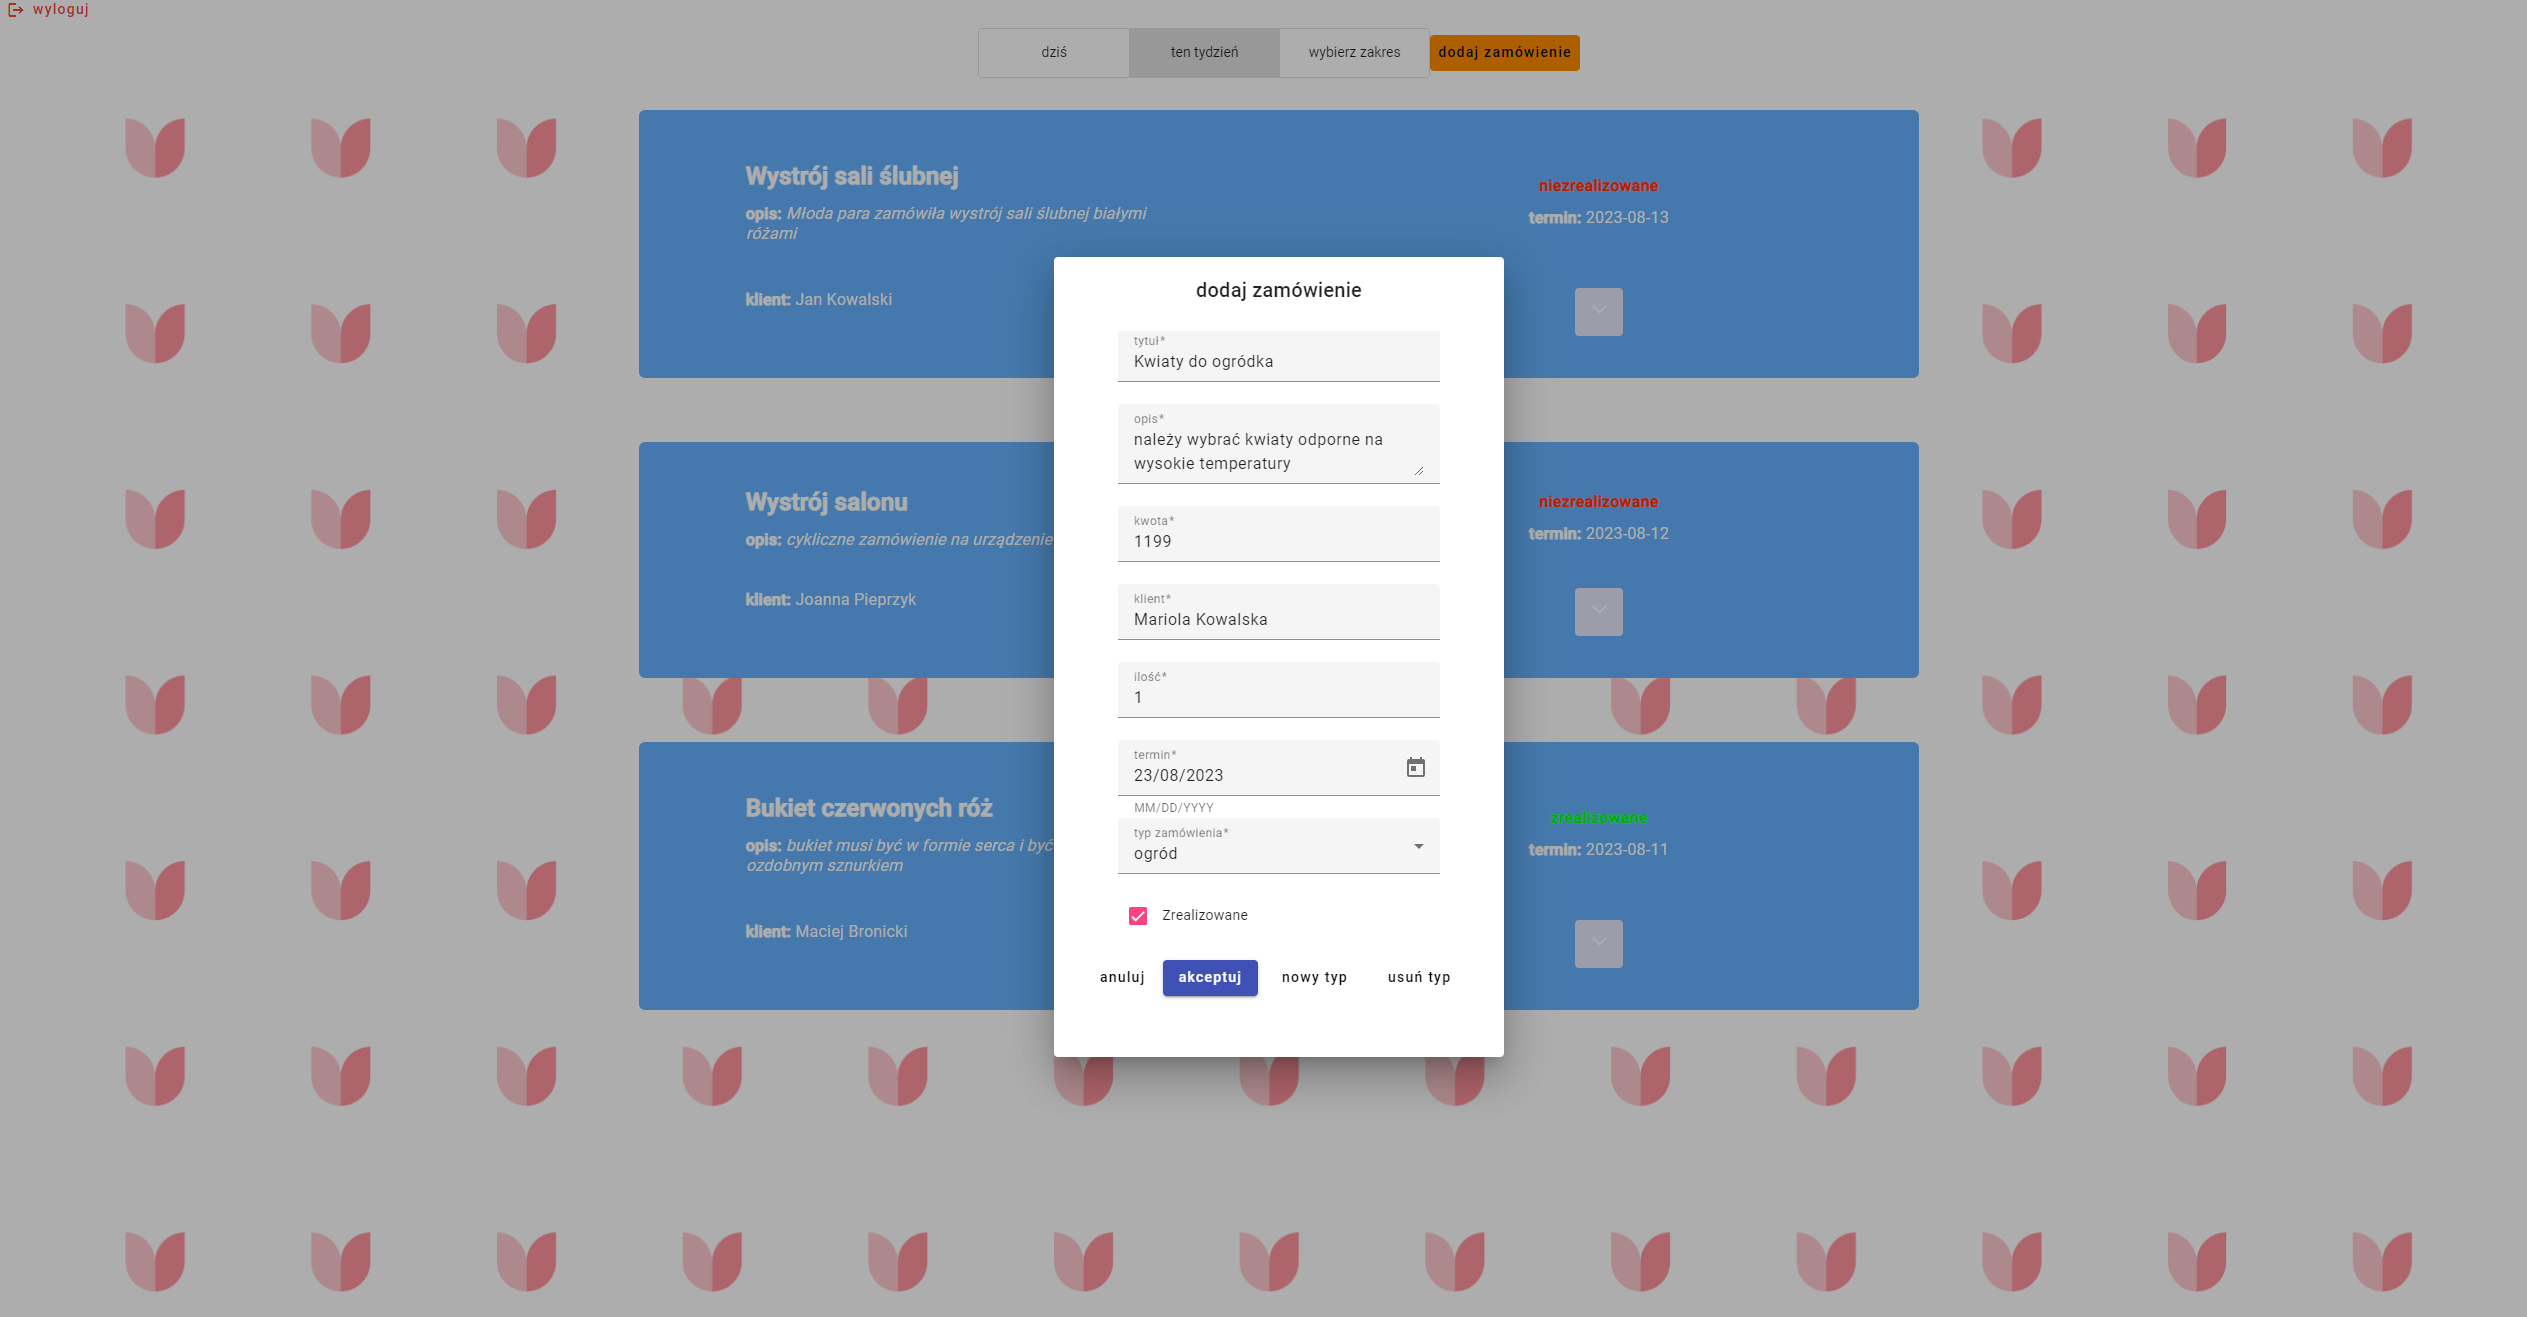 wyloguj
dziś
ten tydzień
wybierz zakres
dodaj zamówienie
Wystrój sali ślubnej
opis: Młoda para zamówiła wystrój sali ślubnej białymi
różami
klient: Jan Kowalski
niezrealizowane
termin: 2023-08-13
Wystrój salonu
opis: cykliczne zamówienie na urządzenie
klient: Joanna Pieprzyk
niezrealizowane
termin: 2023-08-12
Bukiet czerwonych róż
opis: bukiet musi być w formie serca i być
ozdobnym sznurkiem
klient: Maciej Bronicki
zrealizowane
termin: 2023-08-11
dodaj zamówienie
tytuł*
Kwiaty do ogródka
opis*
należy wybrać kwiaty odporne na
wysokie temperatury
kwota*
1199
klient*
Mariola Kowalska
ilość*
1
termin*
23/08/2023
MM/DD/YYYY
typ zamówienia*
ogród
Zrealizowane
anuluj
akceptuj
nowy typ
usuń typ